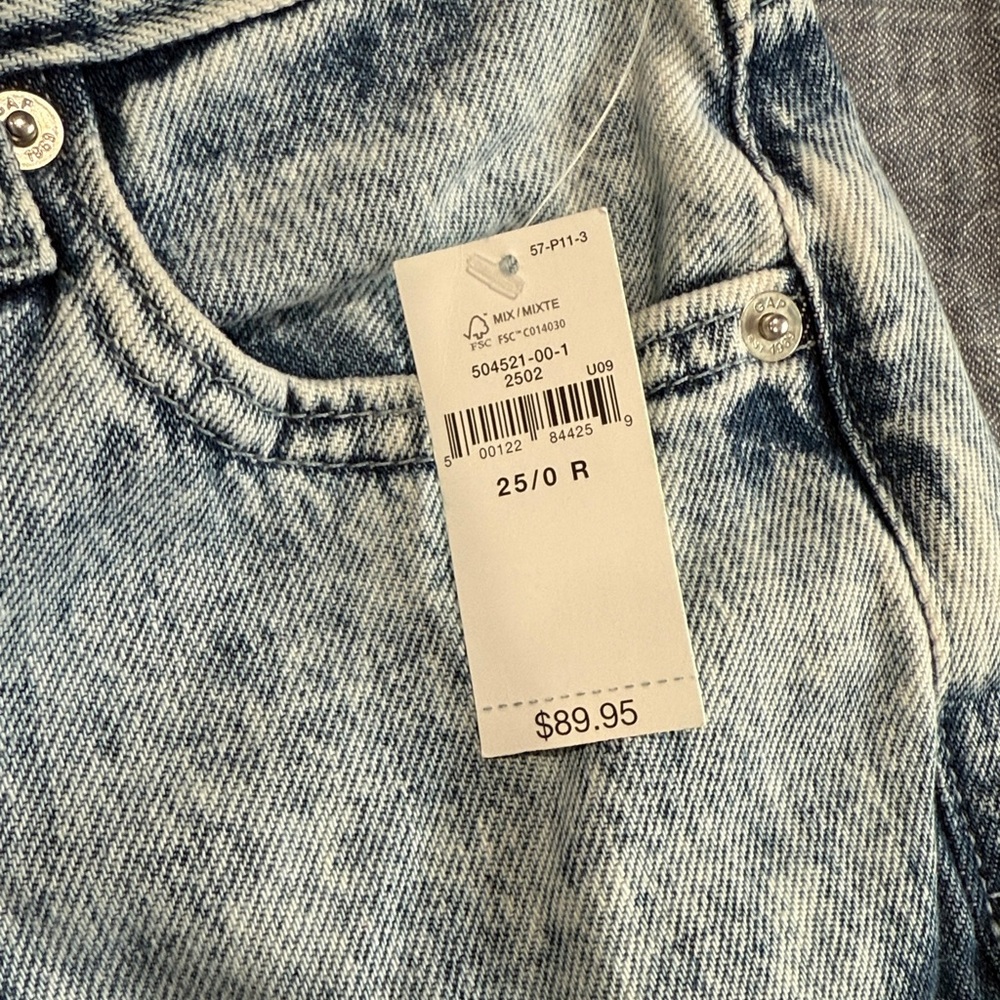 GAP
1969
57-P11-3
MIX/MIXTE
FSC™ C014030
FSC
504521-00-1
2502
U09
5 00122 84425 9
25/0 R
$89.95
GAP
1969